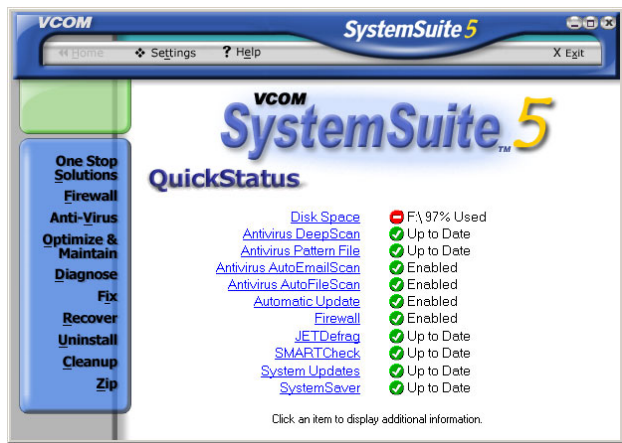 VCOM
SystemSuite 5
Home
Settings
? Help
X Exit
VCOM
SystemSuite 5
TM
QuickStatus
One Stop
Solutions
Firewall
Anti-Virus
Optimize &
Maintain
Diagnose
Fix
Recover
Uninstall
Cleanup
Zip
Disk Space F:\ 97% Used
Antivirus DeepScan Up to Date
Antivirus Pattern File Up to Date
Antivirus AutoEmailScan Enabled
Antivirus AutoFileScan Enabled
Automatic Update Enabled
Firewall Enabled
JETDefrag Up to Date
SMARTCheck Up to Date
System Updates Up to Date
SystemSaver Up to Date
Click an item to display additional information.